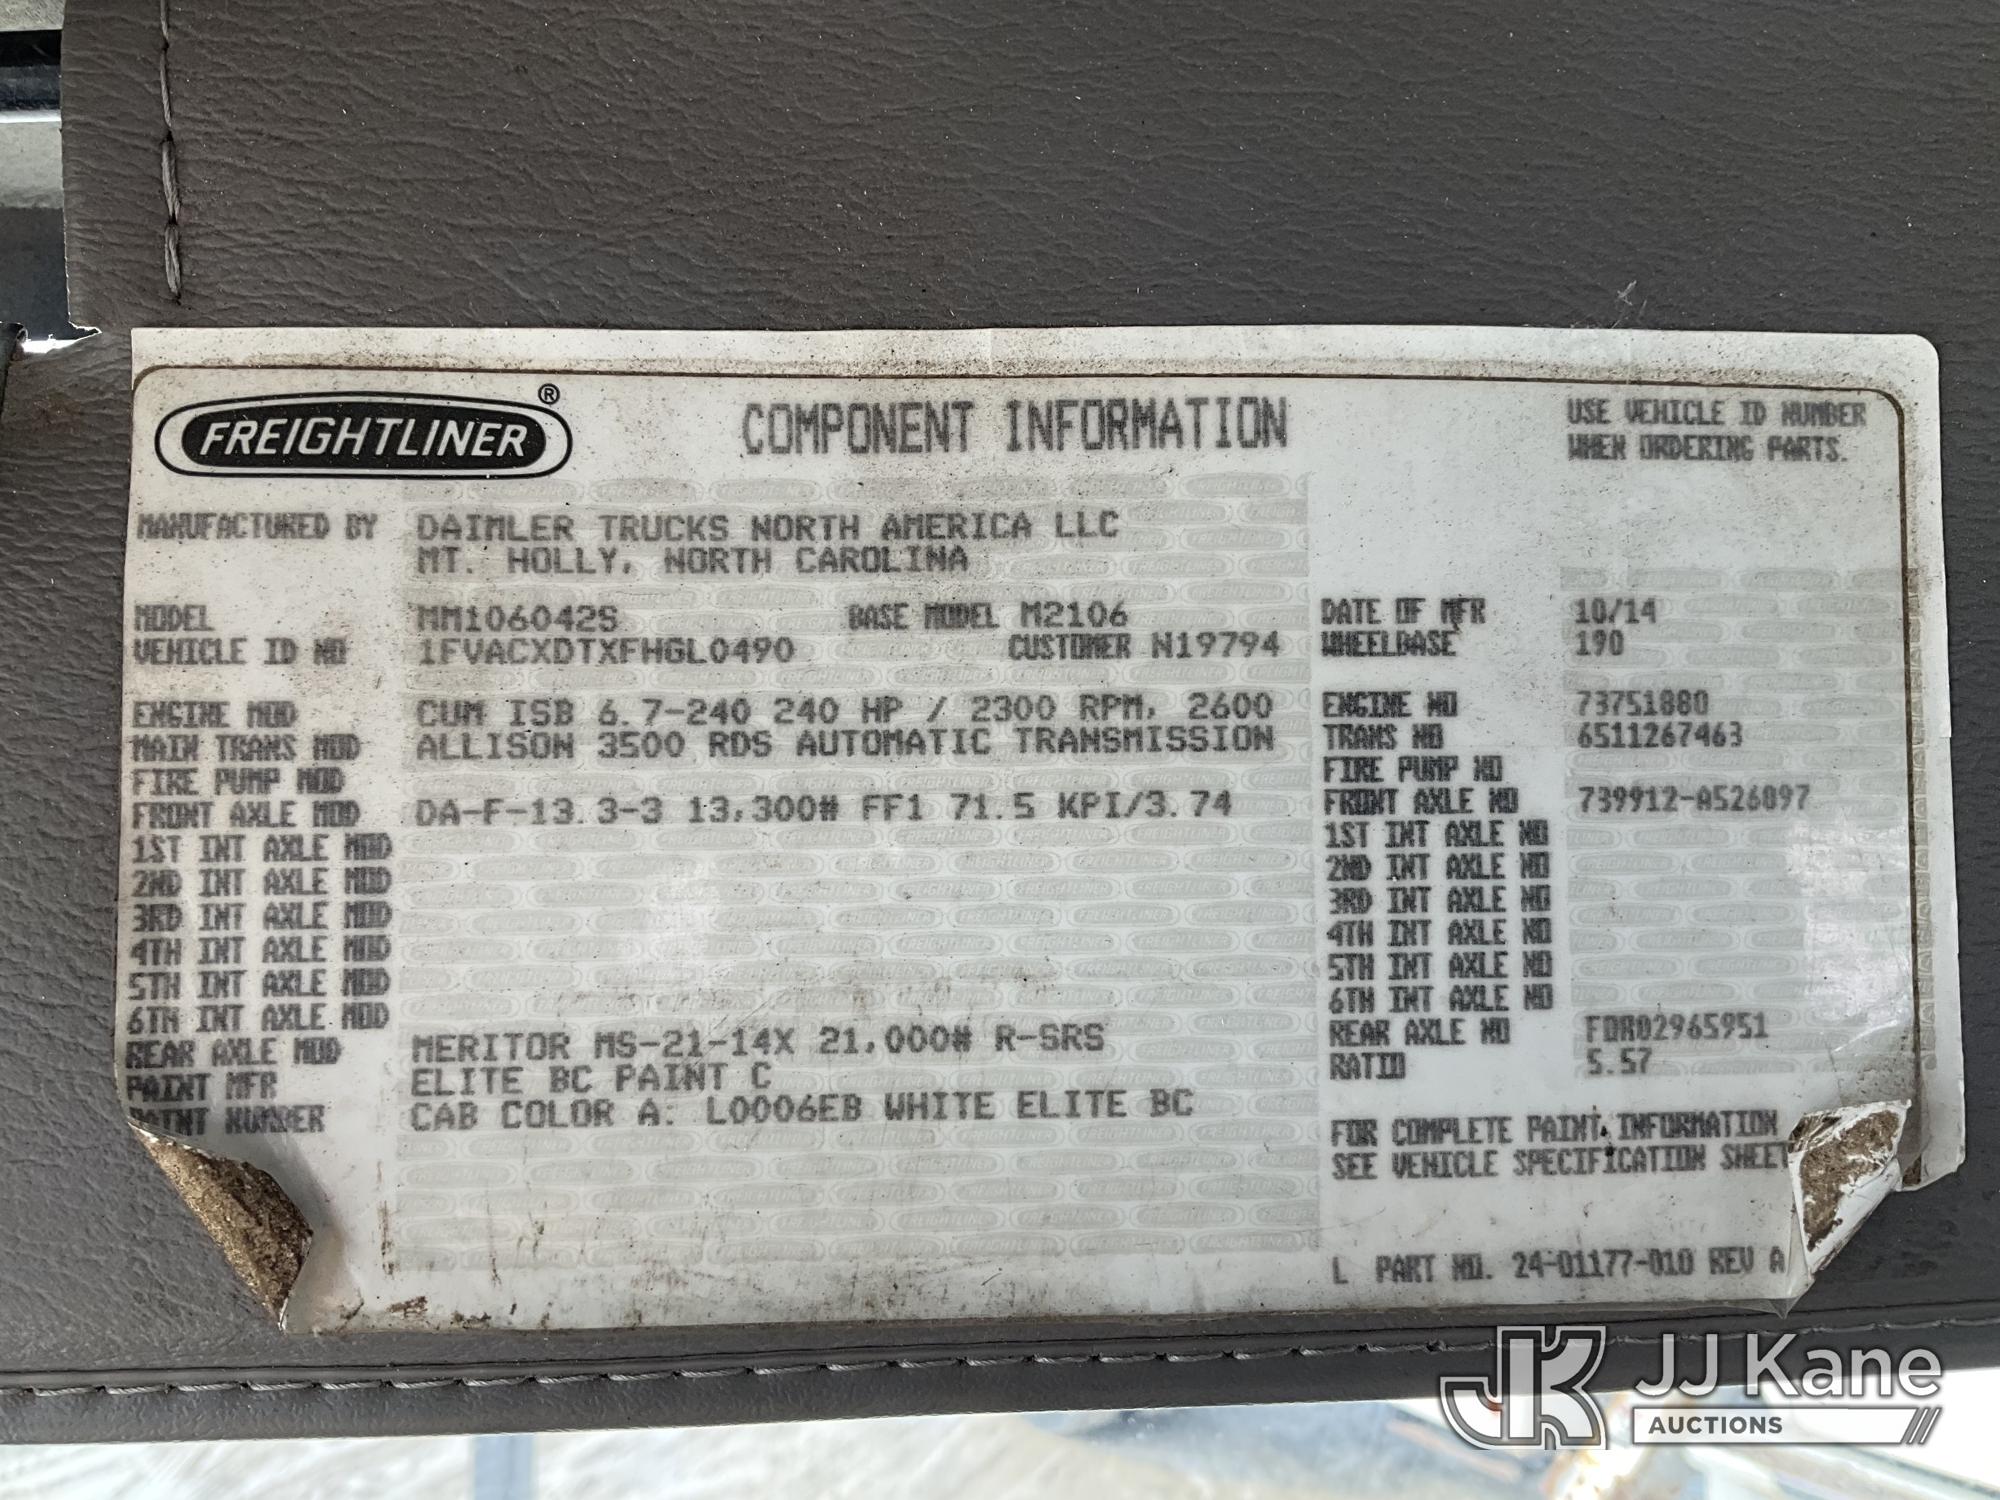 FREIGHTLINER®
COMPONENT INFORMATION
USE VEHICLE ID NUMBER
WHEN ORDERING PARTS.
MANUFACTURED BY DAIMLER TRUCKS NORTH AMERICA LLC
MT. HOLLY, NORTH CAROLINA
MODEL MM106042S BASE MODEL M2106 DATE OF MFR 10/14
VEHICLE ID NO 1FVACXDTXFHGL0490 CUSTOMER N19794 WHEELBASE 190
ENGINE MOD CUM ISB 6.7-240 240 HP / 2300 RPM, 2600 ENGINE NO 73751880
MAIN TRANS MOD ALLISON 3500 RDS AUTOMATIC TRANSMISSION TRANS NO 6511267463
FIRE PUMP MOD FIRE PUMP NO
FRONT AXLE MOD DA-F-13.3-3 13,300# FF1 71.5 KPI/3.74 FRONT AXLE NO 739912-A526897
1ST INT AXLE MOD 1ST INT AXLE NO
2ND INT AXLE MOD 2ND INT AXLE NO
3RD INT AXLE MOD 3RD INT AXLE NO
4TH INT AXLE MOD 4TH INT AXLE NO
5TH INT AXLE MOD 5TH INT AXLE NO
6TH INT AXLE MOD 6TH INT AXLE NO
REAR AXLE MOD MERITOR MS-21-14X 21,000# R-SRS REAR AXLE NO FDR02965951
PAINT MFR ELITE BC PAINT C RATIO 5.57
PAINT NUMBER CAB COLOR A: L0006EB WHITE ELITE BC
FOR COMPLETE PAINT INFORMATION
SEE VEHICLE SPECIFICATION SHEET
L PART NO. 24-01177-010 REV A
JK JJ Kane
AUCTIONS